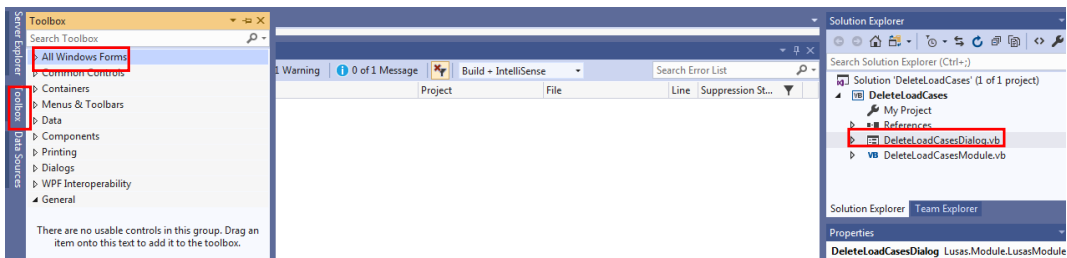 Server Explorer
Toolbox
Data Sources
Toolbox
Search Toolbox
All Windows Forms
Common Controls
Containers
Menus & Toolbars
Data
Components
Printing
Dialogs
WPF Interoperability
General
There are no usable controls in this group. Drag an
item onto this text to add it to the toolbox.
1 Warning 0 of 1 Message Build + IntelliSense Search Error List
Project File Line Suppression St...
Solution Explorer
Search Solution Explorer (Ctrl+;)
Solution 'DeleteLoadCases' (1 of 1 project)
VB DeleteLoadCases
My Project
References
DeleteLoadCasesDialog.vb
VB DeleteLoadCasesModule.vb
Solution Explorer Team Explorer
Properties
DeleteLoadCasesDialog Lusas.Module.LusasModule